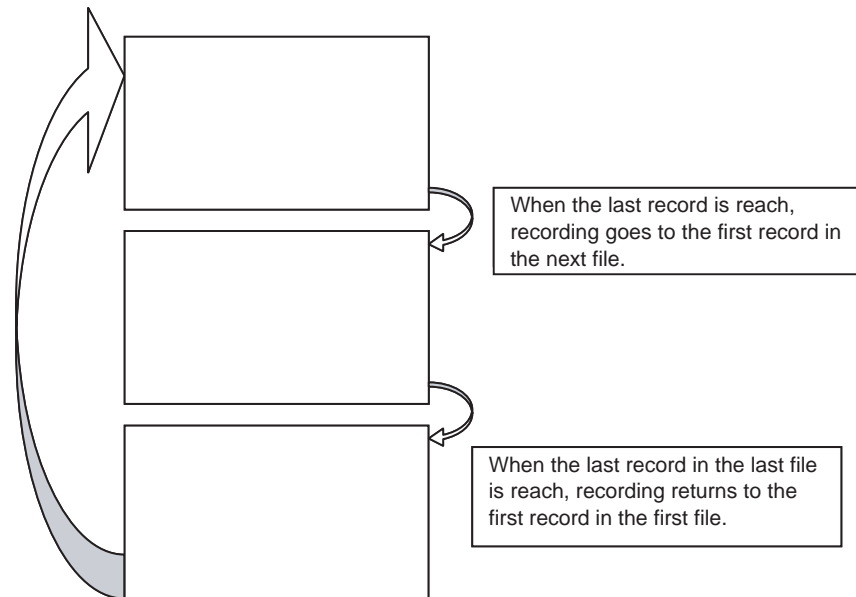 When the last record is reach,
recording goes to the first record in
the next file.
When the last record in the last file
is reach, recording returns to the
first record in the first file.